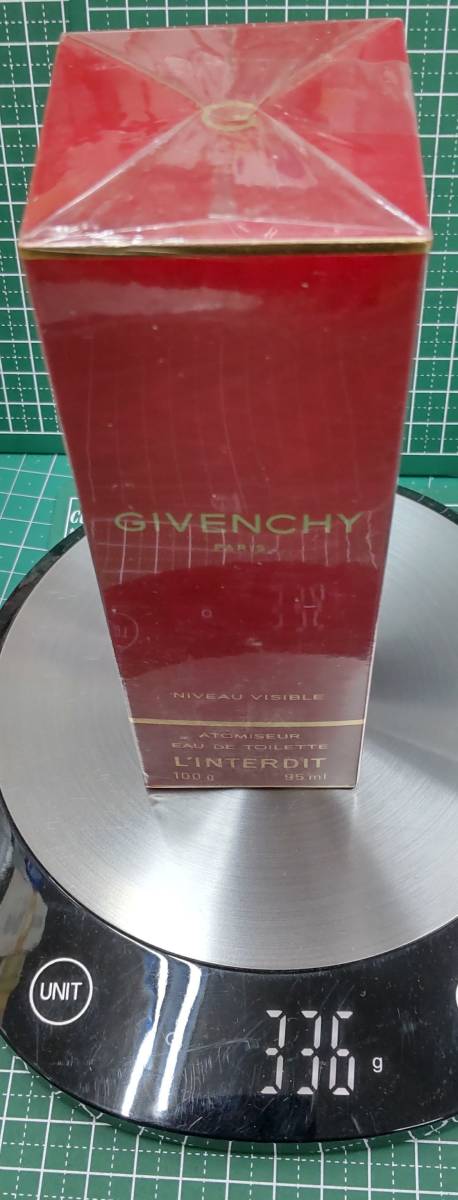 GIVENCHY
PARIS
NIVEAU VISIBLE
ATOMISEUR
EAU DE TOILETTE
L'INTERDIT
100 g 95 ml
UNIT
336 g